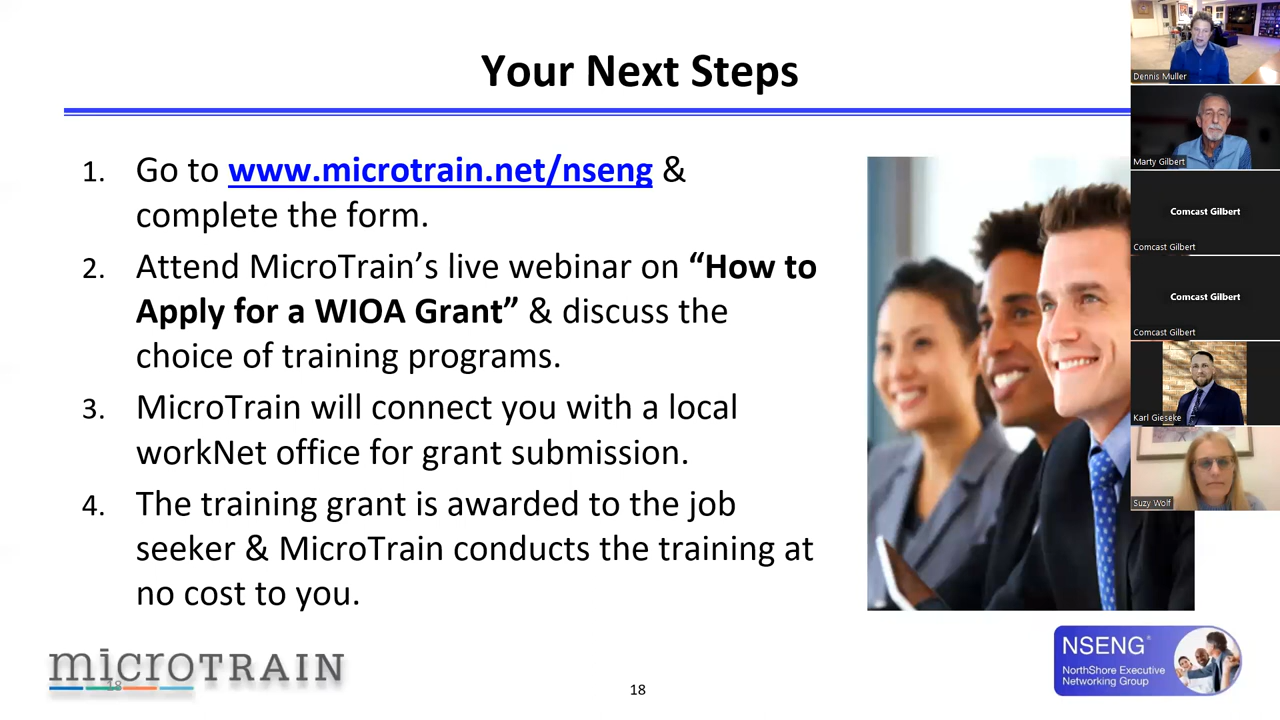 Your Next Steps
1. Go to www.microtrain.net/nseng &
complete the form.
2. Attend MicroTrain’s live webinar on “How to
Apply for a WIOA Grant” & discuss the
choice of training programs.
3. MicroTrain will connect you with a local
workNet office for grant submission.
4. The training grant is awarded to the job
seeker & MicroTrain conducts the training at
no cost to you.
microTRAIN
18
18
NSENG®
NorthShore Executive
Networking Group
Dennis Muller
Marty Gilbert
Comcast Gilbert
Comcast Gilbert
Comcast Gilbert
Comcast Gilbert
Karl Gieseke
Suzy Wolf